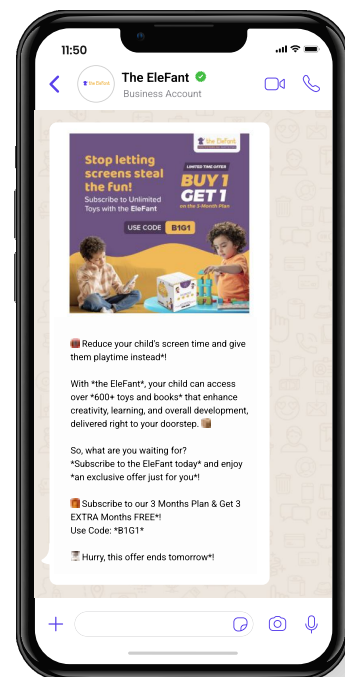 11:50
the EleFant
The EleFant
Business Account
the EleFant
Stop letting
screens steal
the fun!
Subscribe to Unlimited
Toys with the EleFant
LIMITED TIME OFFER
BUY 1
GET 1
on the 3-Month Plan
USE CODE B1G1
Reduce your child's screen time and give
them playtime instead*!
With *the EleFant*, your child can access
over *600+ toys and books* that enhance
creativity, learning, and overall development,
delivered right to your doorstep.
So, what are you waiting for?
*Subscribe to the EleFant today* and enjoy
*an exclusive offer just for you*!
Subscribe to our 3 Months Plan & Get 3
EXTRA Months FREE*!
Use Code: *B1G1*
Hurry, this offer ends tomorrow*!